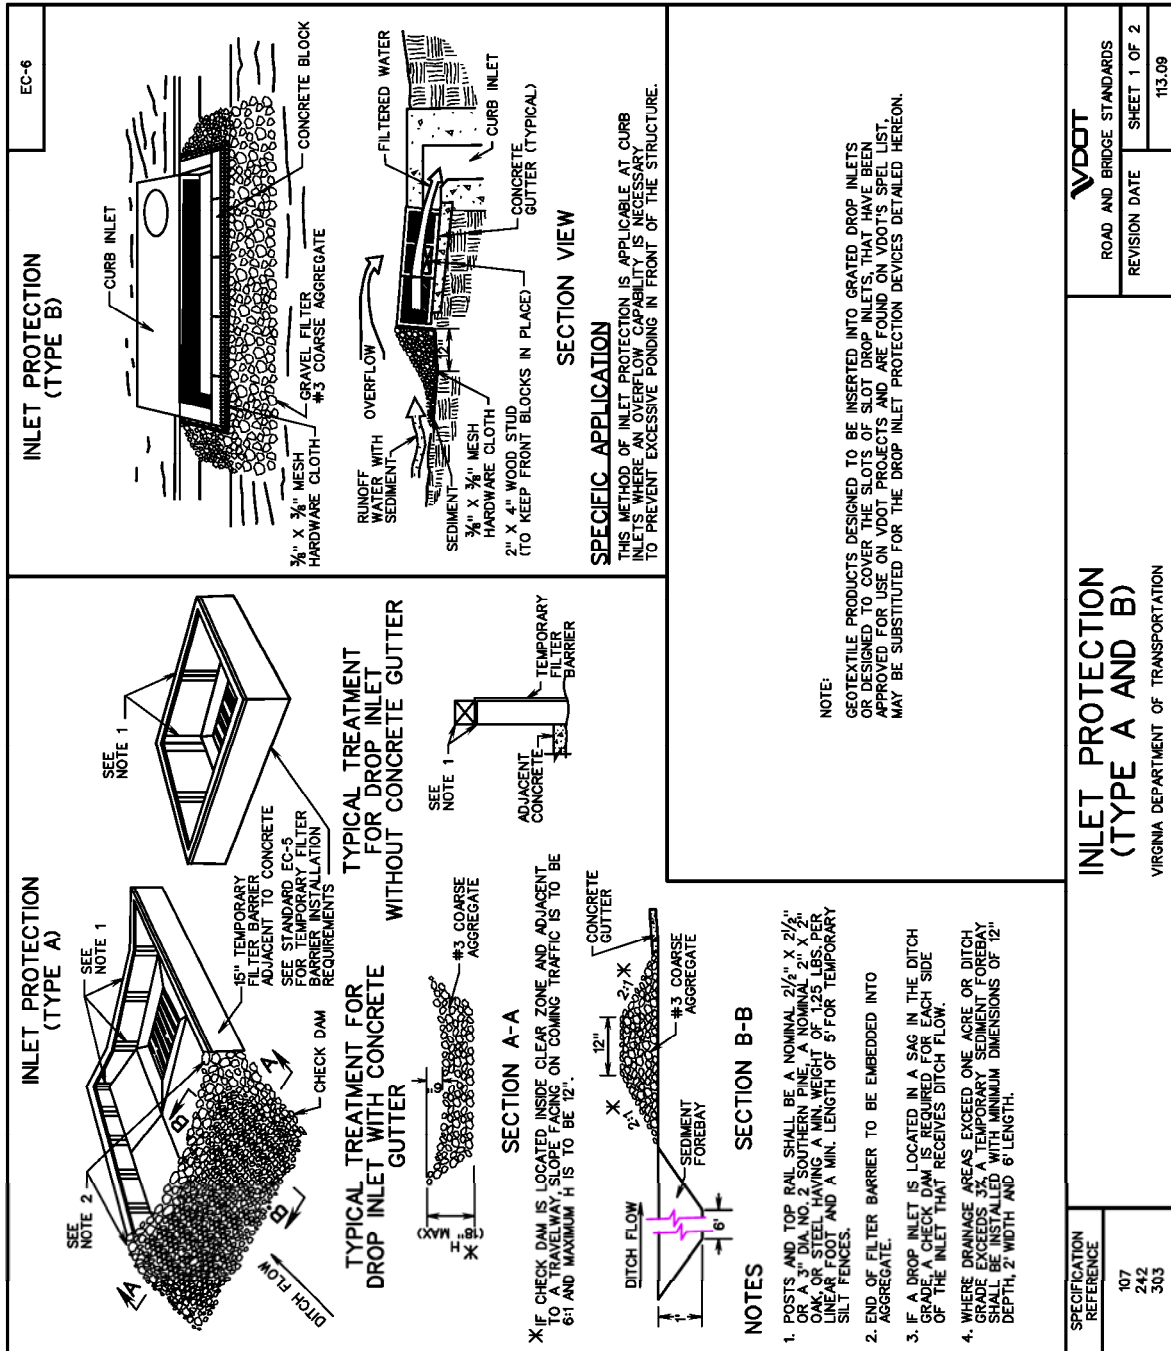 EC-6
INLET PROTECTION
(TYPE A)
SEE
NOTE 2
SEE
NOTE 1
A
A
B
B
DITCH FLOW
CHECK DAM
15" TEMPORARY
FILTER BARRIER
ADJACENT TO CONCRETE
SEE STANDARD EC-5
FOR TEMPORARY FILTER
BARRIER INSTALLATION
REQUIREMENTS
SEE
NOTE 1
TYPICAL TREATMENT FOR
DROP INLET WITH CONCRETE
GUTTER
TYPICAL TREATMENT
FOR DROP INLET
WITHOUT CONCRETE GUTTER
(18" MAX)
H
6"
#3 COARSE
AGGREGATE
SECTION A-A
SEE
NOTE 1
TEMPORARY
FILTER
BARRIER
ADJACENT
CONCRETE
IF CHECK DAM IS LOCATED INSIDE CLEAR ZONE AND ADJACENT
TO A TRAVELWAY, SLOPE FACING ON COMING TRAFFIC IS TO BE
6:1 AND MAXIMUM H IS TO BE 12".
DITCH FLOW
1'
6'
SEDIMENT
FOREBAY
2:1
12"
2:1
CONCRETE
GUTTER
#3 COARSE
AGGREGATE
SECTION B-B
NOTES
1. POSTS AND TOP RAIL SHALL BE A NOMINAL 2 1/2" X 2 1/2"
OR A 3" DIA. NO. 2 SOUTHERN PINE, A NOMINAL 2" X 2"
OAK, OR STEEL HAVING A MIN. WEIGHT OF 1.25 LBS. PER
LINEAR FOOT AND A MIN. LENGTH OF 5' FOR TEMPORARY
SILT FENCES.
2. END OF FILTER BARRIER TO BE EMBEDDED INTO
AGGREGATE.
3. IF A DROP INLET IS LOCATED IN A SAG IN THE DITCH
GRADE, A CHECK DAM IS REQUIRED FOR EACH SIDE
OF THE INLET THAT RECEIVES DITCH FLOW.
4. WHERE DRAINAGE AREAS EXCEED ONE ACRE OR DITCH
GRADE EXCEEDS 3%, A TEMPORARY SEDIMENT FOREBAY
SHALL BE INSTALLED WITH MINIMUM DIMENSIONS OF 12"
DEPTH, 2' WIDTH AND 6' LENGTH.
INLET PROTECTION
(TYPE B)
CURB INLET
CONCRETE BLOCK
GRAVEL FILTER
#3 COARSE AGGREGATE
3/8" X 3/8" MESH
HARDWARE CLOTH
RUNOFF
WATER WITH
SEDIMENT
OVERFLOW
FILTERED WATER
CURB INLET
CONCRETE
GUTTER (TYPICAL)
12"
SEDIMENT
3/8" X 3/8" MESH
HARDWARE CLOTH
2" X 4" WOOD STUD
(TO KEEP FRONT BLOCKS IN PLACE)
SECTION VIEW
SPECIFIC APPLICATION
THIS METHOD OF INLET PROTECTION IS APPLICABLE AT CURB
INLETS WHERE AN OVERFLOW CAPABILITY IS NECESSARY
TO PREVENT EXCESSIVE PONDING IN FRONT OF THE STRUCTURE.
NOTE:
GEOTEXTILE PRODUCTS DESIGNED TO BE INSERTED INTO GRATED DROP INLETS
OR DESIGNED TO COVER THE SLOTS OF SLOT DROP INLETS, THAT HAVE BEEN
APPROVED FOR USE ON VDOT PROJECTS AND ARE FOUND ON VDOT'S SPEL LIST,
MAY BE SUBSTITUTED FOR THE DROP INLET PROTECTION DEVICES DETAILED HEREON.
SPECIFICATION
REFERENCE
107
242
303
INLET PROTECTION
(TYPE A AND B)
VIRGINIA DEPARTMENT OF TRANSPORTATION
VDOT
ROAD AND BRIDGE STANDARDS
REVISION DATE
SHEET 1 OF 2
113.09